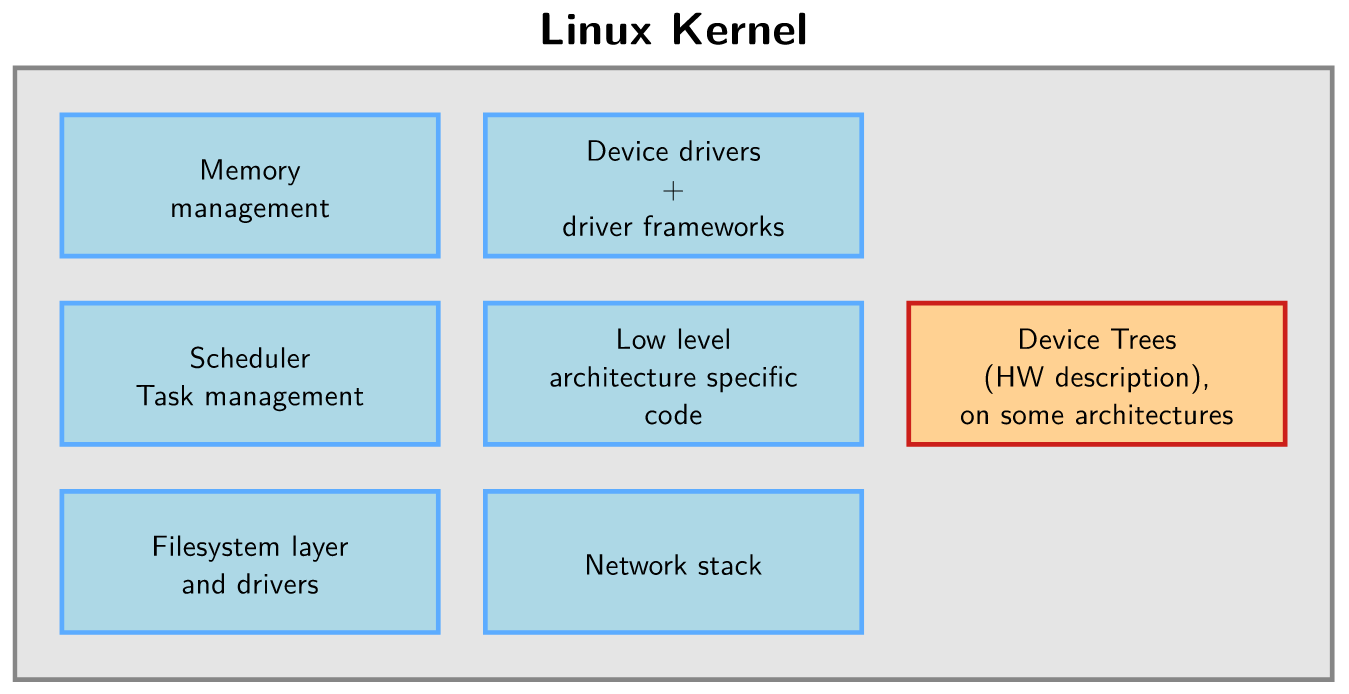 Linux Kernel
Memory
management
Device drivers
+
driver frameworks
Scheduler
Task management
Low level
architecture specific
code
Device Trees
(HW description),
on some architectures
Filesystem layer
and drivers
Network stack